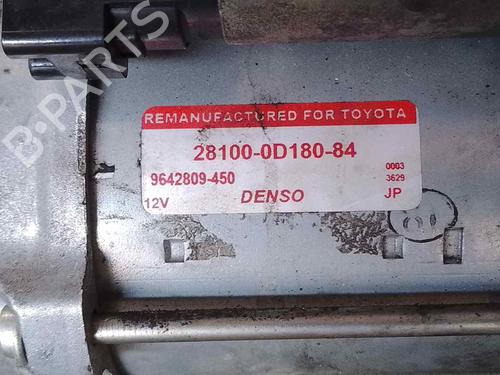 B-PARTS
REMANUFACTURED FOR TOYOTA
28100-0D180-84
9642809-450 0003
3629
12V DENSO JP